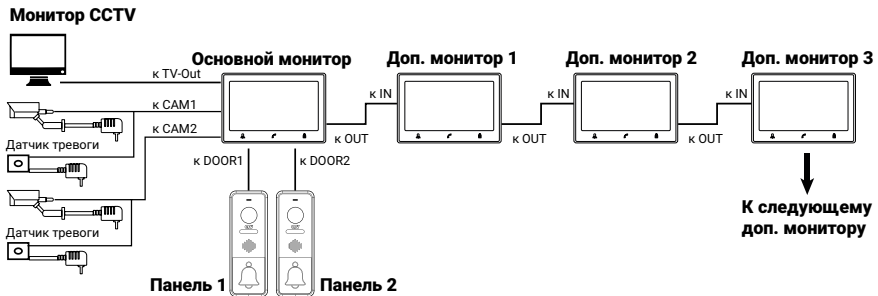 Монитор CCTV
Основной монитор
Доп. монитор 1
Доп. монитор 2
Доп. монитор 3
к TV-Out
к CAM1
к CAM2
Датчик тревоги
Датчик тревоги
к OUT
к IN
к OUT
к IN
к OUT
к IN
к DOOR1
к DOOR2
К следующему
доп. монитору
Панель 1
Панель 2